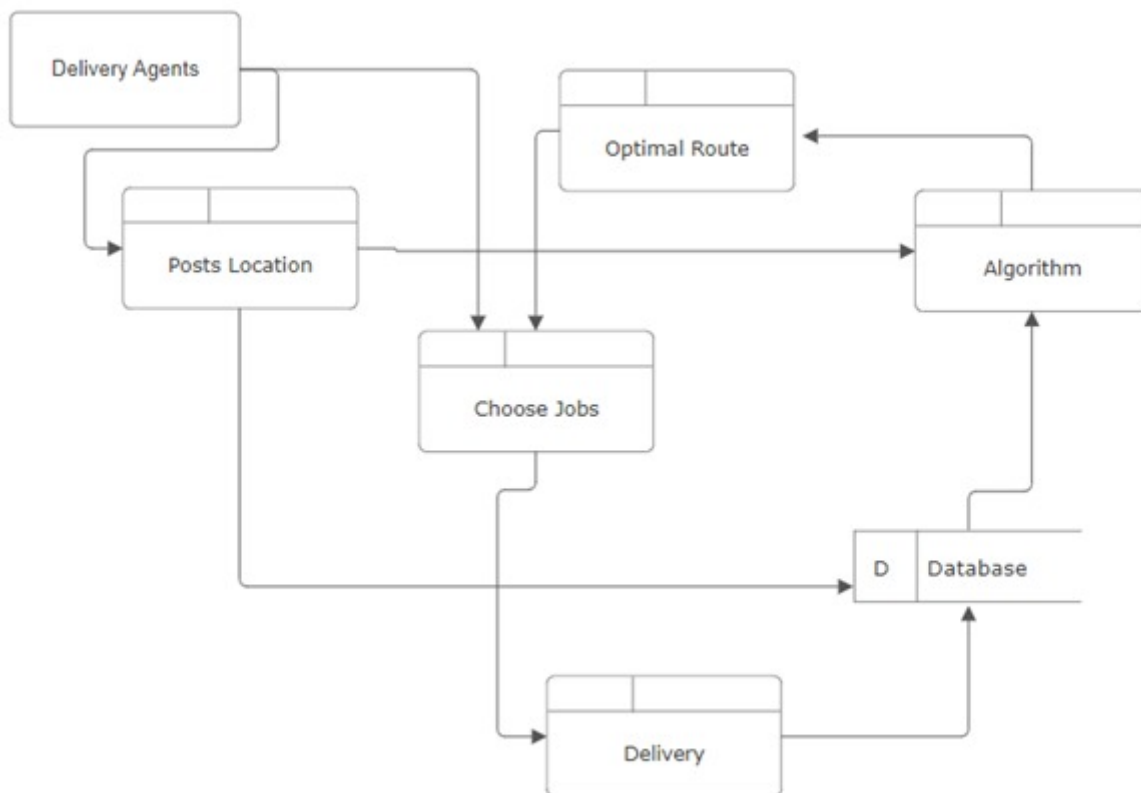 Delivery Agents
Optimal Route
Posts Location
Algorithm
Choose Jobs
D Database
Delivery